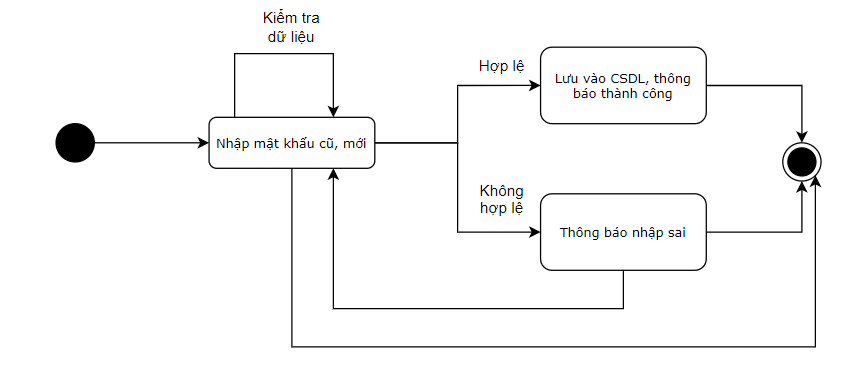 Kiểm tra
dữ liệu
Hợp lệ
Lưu vào CSDL, thông
báo thành công
Nhập mật khẩu cũ, mới
Không
hợp lệ
Thông báo nhập sai